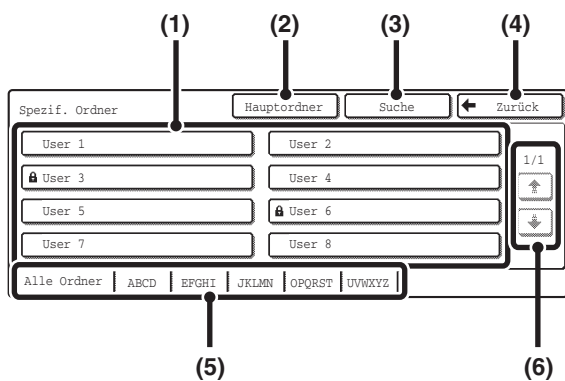 (1) (2) (3) (4)
Spezif. Ordner Hauptordner Suche Zurück
User 1 User 2
1/1
User 3 User 4
User 5 User 6
User 7 User 8
Alle Ordner ABCD EFGHI JKLMN OPQRST UVWXYZ
(5) (6)